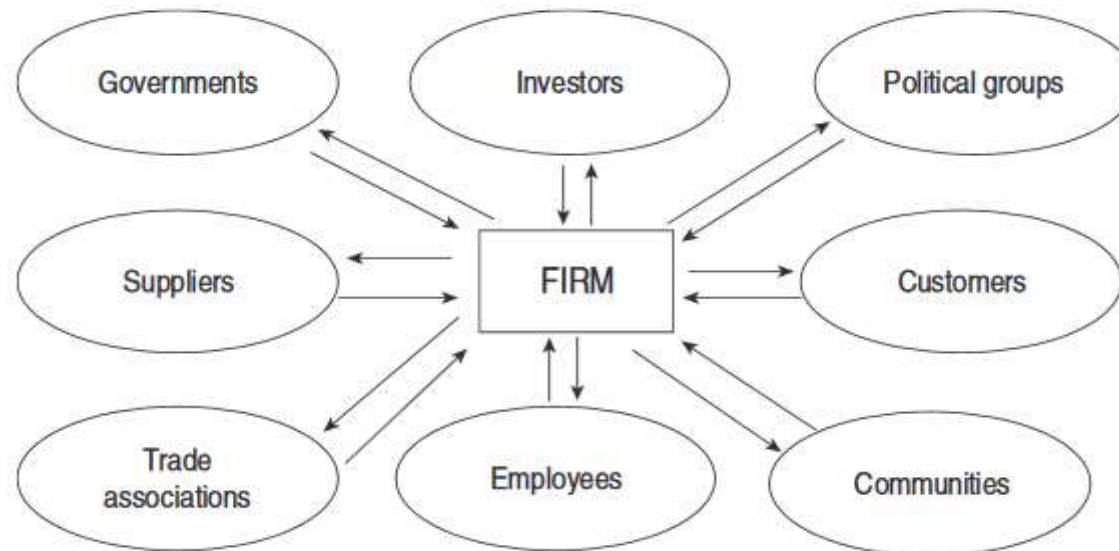 Governments
Investors
Political groups
Suppliers
FIRM
Customers
Trade
associations
Employees
Communities